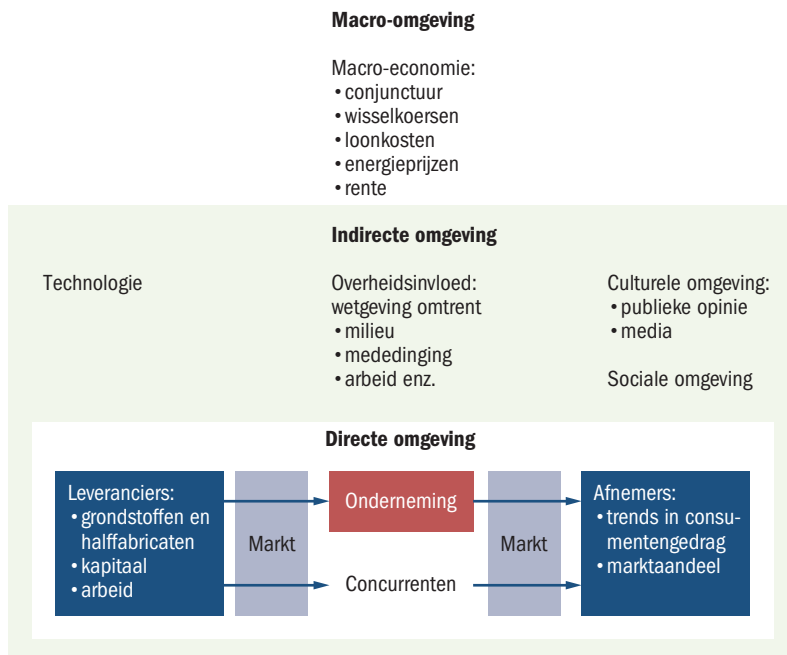 Macro-omgeving
Macro-economie:
• conjunctuur
• wisselkoersen
• loonkosten
• energieprijzen
• rente
Indirecte omgeving
Technologie
Overheidsinvloed:
wetgeving omtrent
• milieu
• mededinging
• arbeid enz.
Culturele omgeving:
• publieke opinie
• media
Sociale omgeving
Directe omgeving
Leveranciers:
• grondstoffen en
halffabricaten
• kapitaal
• arbeid
Markt
Onderneming
Concurrenten
Markt
Afnemers:
• trends in consu-
mentengedrag
• marktaandeel